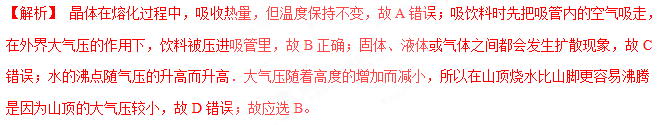 【解析】 晶体在熔化过程中，吸收热量，但温度保持不变，故 A 错误；吸饮料时先把吸管内的空气吸走，
在外界大气压的作用下，饮料被压进吸管里，故 B 正确；固体、液体或气体之间都会发生扩散现象，故 C
错误；水的沸点随气压的升高而升高．大气压随着高度的增加而减小，所以在山顶烧水比山脚更容易沸腾
是因为山顶的大气压较小，故 D 错误；故应选 B。